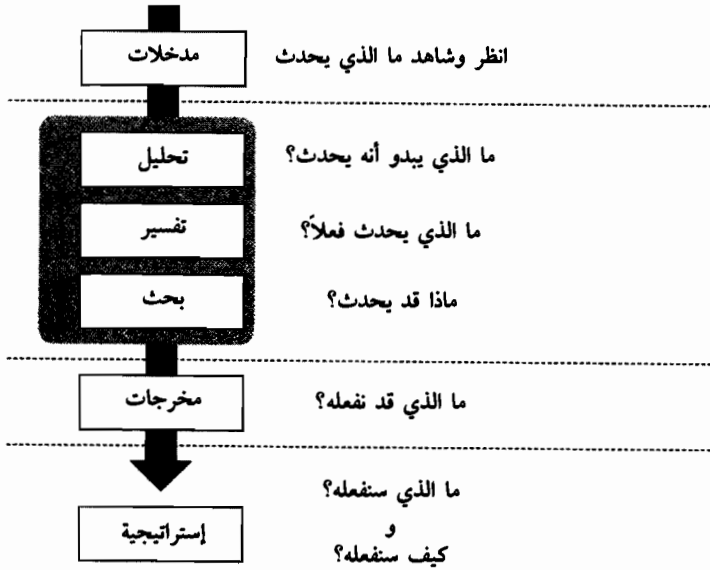 مدخلات
انظر وشاهد ما الذي يحدث
تحليل
ما الذي يبدو أنه يحدث؟
تفسير
ما الذي يحدث فعلاً؟
بحث
ماذا قد يحدث؟
مخرجات
ما الذي قد نفعله؟
إستراتيجية
ما الذي سنفعله؟
و
كيف سنفعله؟